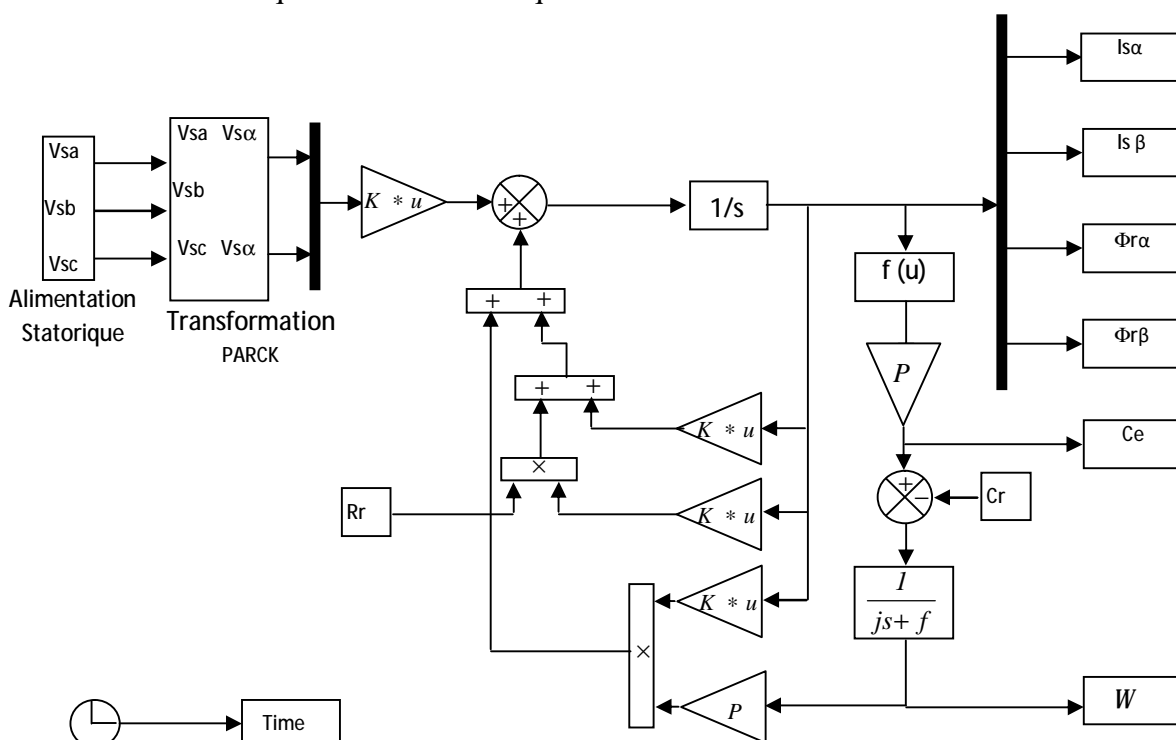 Isα
Vsa
Vsa Vsα
Is β
Vsb
Vsb
K * u
+
+
1/s
Vsc
Vsc Vsα
f (u)
Φrα
Alimentation
Statorique
Transformation
PARCK
+ +
Φrβ
P
+ +
K * u
Ce
×
+
−
Cr
Rr
K * u
K * u
1
js+ f
×
P
W
Time